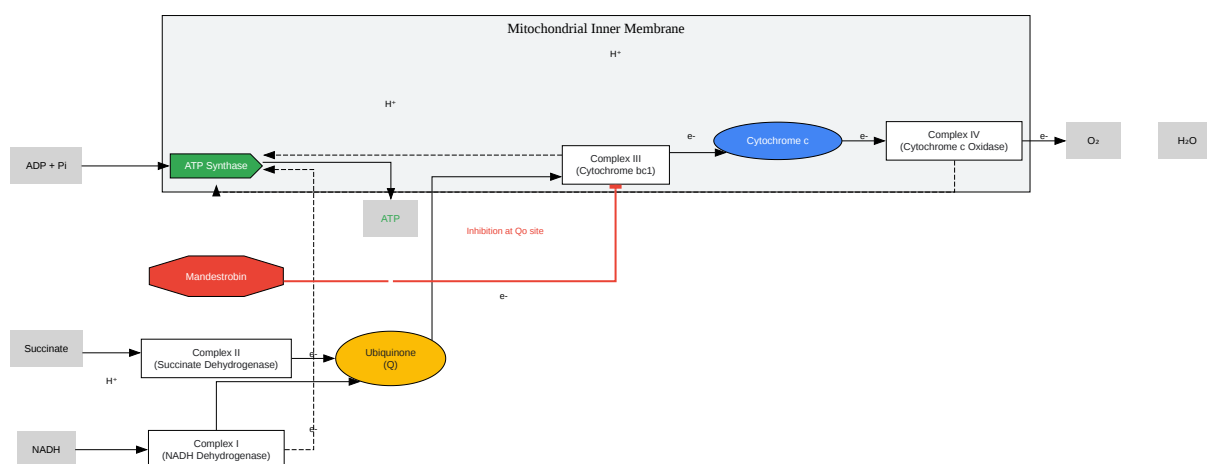 Mitochondrial Inner Membrane
H⁺
H⁺
e-
Cytochrome c
e-
Complex IV
(Cytochrome c Oxidase)
e-
O₂
H₂O
ADP + Pi
ATP Synthase
Complex III
(Cytochrome bc1)
ATP
Inhibition at Qo site
Mandestrobin
e-
Succinate
Complex II
(Succinate Dehydrogenase)
e-
Ubiquinone
(Q)
H⁺
e-
NADH
Complex I
(NADH Dehydrogenase)